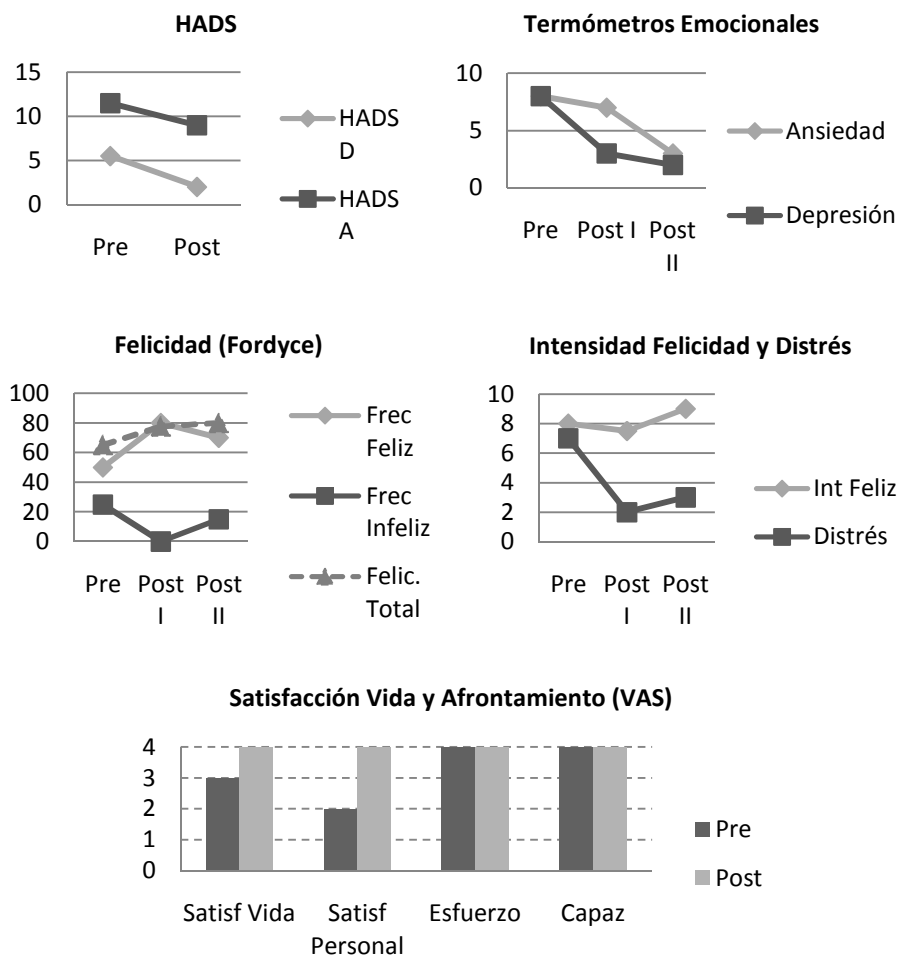 HADS
15
10
5
0
Pre Post
HADS
D
HADS
A
Termómetros Emocionales
10
5
0
Pre Post I Post
II
Ansiedad
Depresión
Felicidad (Fordyce)
100
80
60
40
20
0
Pre Post Post
I II
Frec
Feliz
Frec
Infeliz
Felic.
Total
Intensidad Felicidad y Distrés
10
8
6
4
2
0
Pre Post Post
I II
Int Feliz
Distrés
Satisfacción Vida y Afrontamiento (VAS)
4
3
2
1
0
Satisf Vida Satisf Esfuerzo Capaz
Personal
Pre
Post